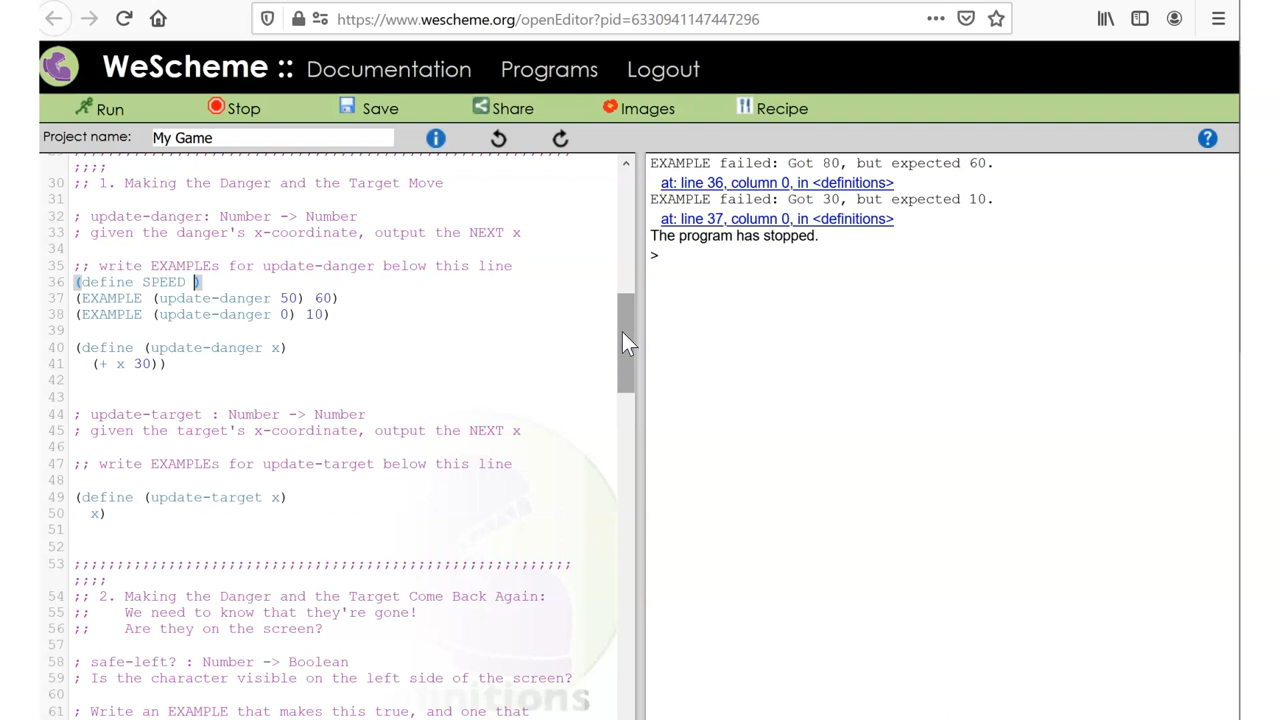 https://www.wescheme.org/openEditor?pid=6330941147447296
WeScheme :: Documentation Programs Logout
Run Stop Save Share Images Recipe
Project name: My Game
;;;;;;;;;;;;;;;;;;;;;;;;;;;;;;;;;;;;;;;;;;;;;;;;;;;;;;;;;;;;
;;;;
30 ;; 1. Making the Danger and the Target Move
31
32 ; update-danger: Number -> Number
33 ; given the danger's x-coordinate, output the NEXT x
34
35 ;; write EXAMPLEs for update-danger below this line
36 (define SPEED )
37 (EXAMPLE (update-danger 50) 60)
38 (EXAMPLE (update-danger 0) 10)
39
40 (define (update-danger x)
41 (+ x 30))
42
43
44 ; update-target : Number -> Number
45 ; given the target's x-coordinate, output the NEXT x
46
47 ;; write EXAMPLEs for update-target below this line
48
49 (define (update-target x)
50 x)
51
52
53 ;;;;;;;;;;;;;;;;;;;;;;;;;;;;;;;;;;;;;;;;;;;;;;;;;;;;;;;;;;;;
;;;;
54 ;; 2. Making the Danger and the Target Come Back Again:
55 ;; We need to know that they're gone!
56 ;; Are they on the screen?
57
58 ; safe-left? : Number -> Boolean
59 ; Is the character visible on the left side of the screen?
60
61 ; Write an EXAMPLE that makes this true, and one that
EXAMPLE failed: Got 80, but expected 60.
at: line 36, column 0, in <definitions>
EXAMPLE failed: Got 30, but expected 10.
at: line 37, column 0, in <definitions>
The program has stopped.
>